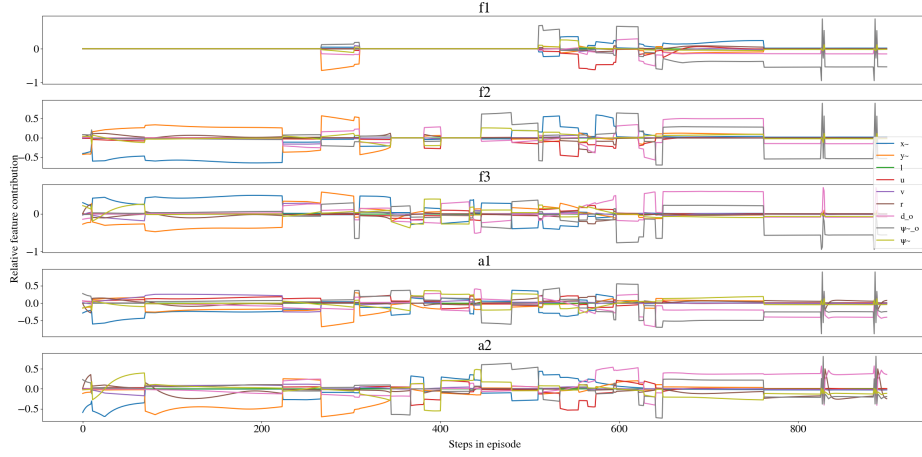 f1
0
−1
f2
0.5
0.0
−0.5
f3
0
−1
a1
0.5
0.0
−0.5
a2
0.5
0.0
−0.5
0
200
400
600
800
Steps in episode
Relative feature contribution
x~
y~
l
u
v
r
d_o
ψ~_o
ψ~